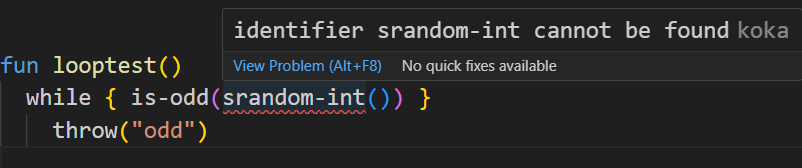 identifier srandom-int cannot be found koka
View Problem (Alt+F8) No quick fixes available
fun looptest()
while { is-odd(srandom-int()) }
throw("odd")